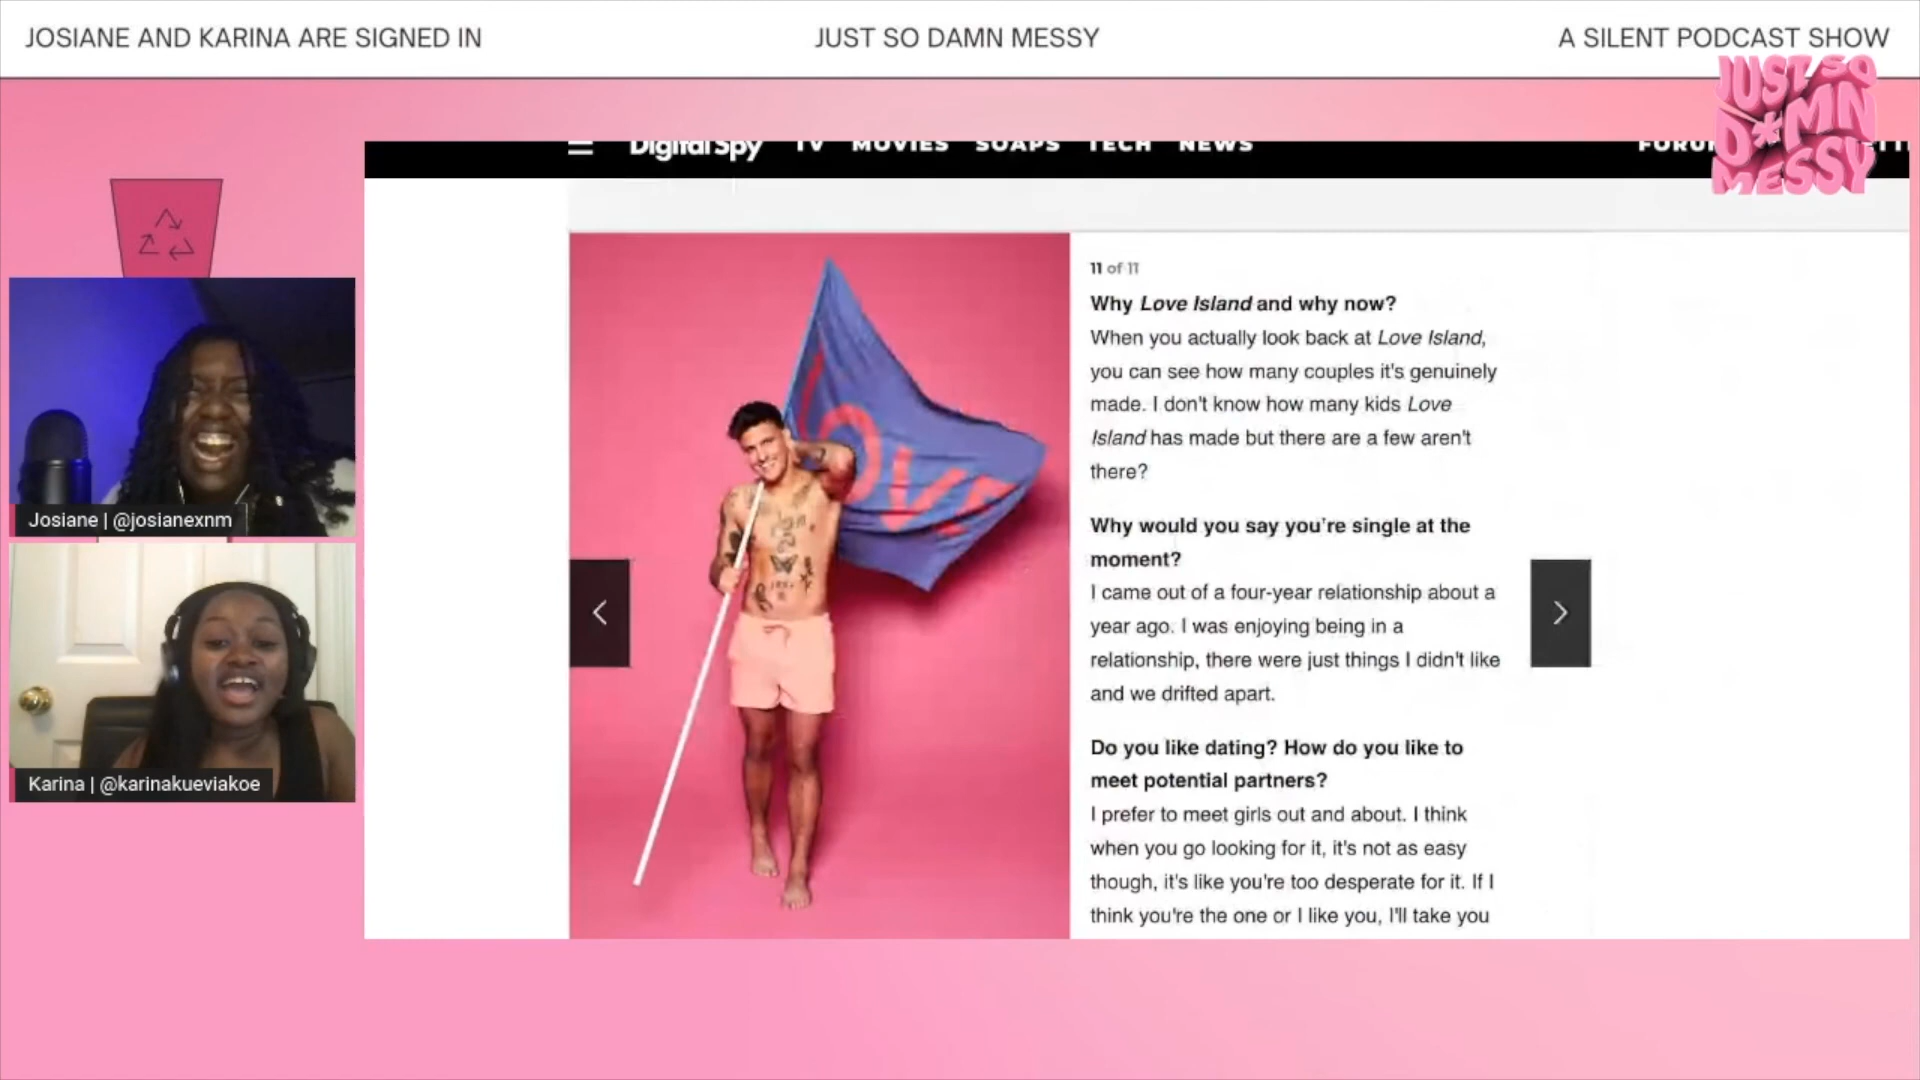 JOSIANE AND KARINA ARE SIGNED IN
JUST SO DAMN MESSY
A SILENT PODCAST SHOW
JUST SO
D*MN
MESSY
DigitalSpy TV MOVIES SOAPS TECH NEWS
LOVE
11 of 11
Why Love Island and why now?
When you actually look back at Love Island,
you can see how many couples it's genuinely
made. I don't know how many kids Love
Island has made but there are a few aren't
there?
Why would you say you're single at the
moment?
I came out of a four-year relationship about a
year ago. I was enjoying being in a
relationship, there were just things I didn't like
and we drifted apart.
Do you like dating? How do you like to
meet potential partners?
I prefer to meet girls out and about. I think
when you go looking for it, it's not as easy
though, it's like you're too desperate for it. If I
think you're the one or I like you, I'll take you
Josiane | @josianexnm
Karina | @karinakueviakoe